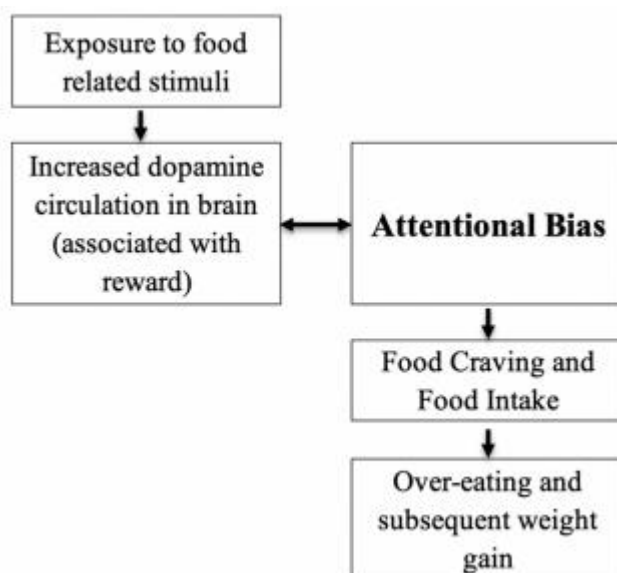 Exposure to food
related stimuli
Increased dopamine
circulation in brain
(associated with
reward)
Attentional Bias
Food Craving and
Food Intake
Over-eating and
subsequent weight
gain